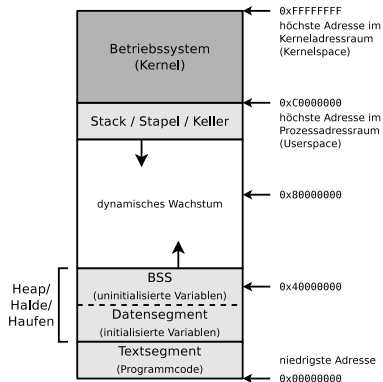 0xFFFFFFFF
höchste Adresse im
Kerneladressraum
(Kernelspace)
Betriebssystem
(Kernel)
0xC0000000
höchste Adresse im
Prozessadressraum
(Userspace)
Stack / Stapel / Keller
dynamisches Wachstum
0x80000000
Heap/
Halde/
Haufen
BSS
(uninitialisierte Variablen)
0x40000000
Datensegment
(initialisierte Variablen)
Textsegment
(Programmcode)
niedrigste Adresse
0x00000000